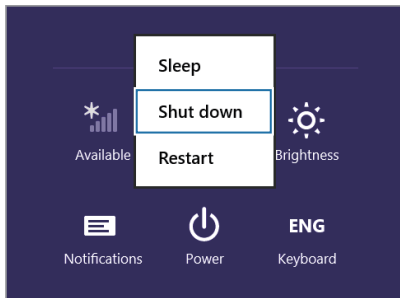 Sleep
Shut down
Restart
Available
Brightness
ENG
Notifications
Power
Keyboard